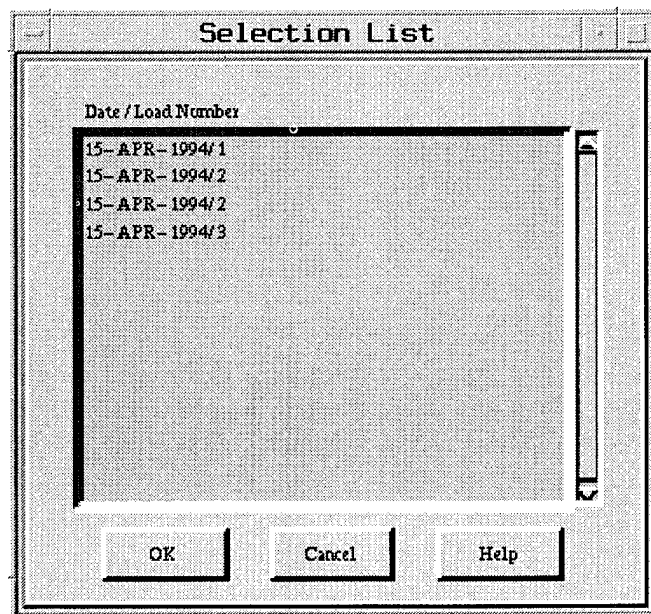 Selection List
Date / Load Number
15-APR-1994/1
15-APR-1994/2
15-APR-1994/2
15-APR-1994/3
OK Cancel Help